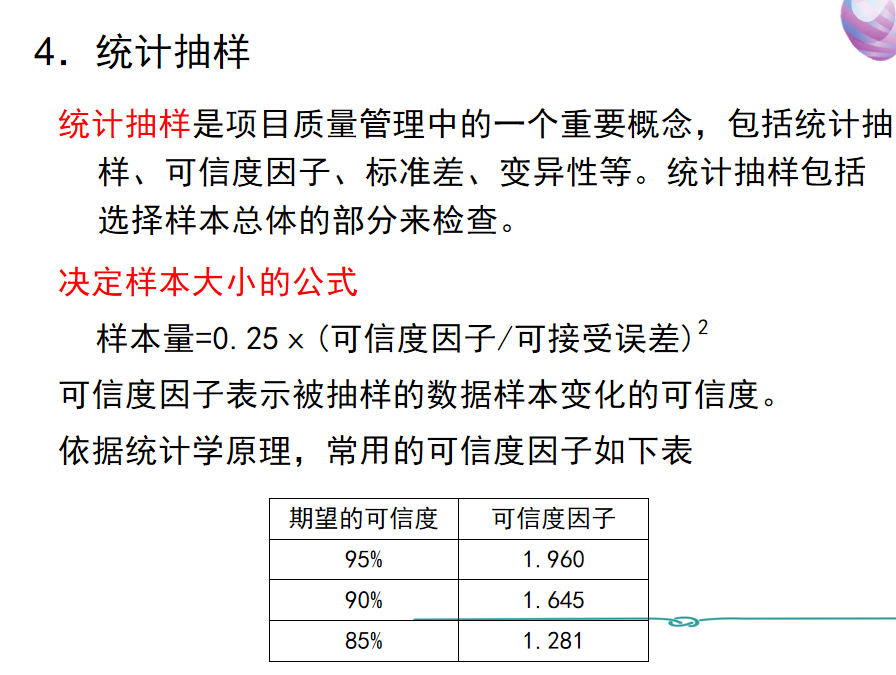 4. 统计抽样
统计抽样是项目质量管理中的一个重要概念，包括统计抽
样、可信度因子、标准差、变异性等。统计抽样包括
选择样本总体的部分来检查。
决定样本大小的公式
样本量=0.25×(可信度因子/可接受误差)²
可信度因子表示被抽样的数据样本变化的可信度。
依据统计学原理，常用的可信度因子如下表
期望的可信度 可信度因子
95% 1.960
90% 1.645
85% 1.281